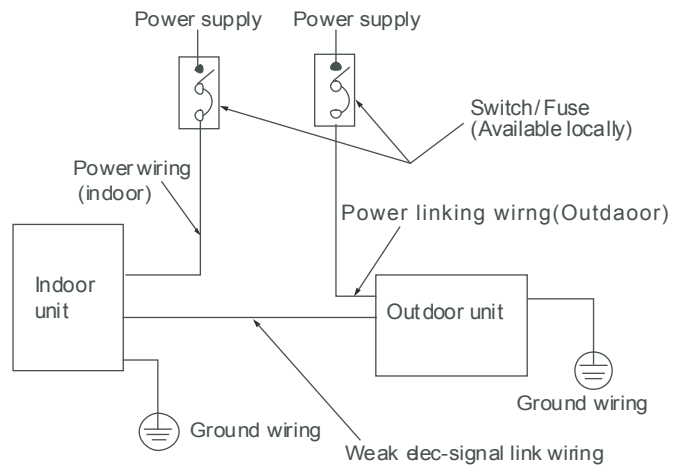 Power supply
Power supply
Switch/Fuse
(Available locally)
Power wiring
(indoor)
Power linking wirng(Outdaoor)
Indoor
unit
Outdoor unit
Ground wiring
Ground wiring
Weak elec-signal link wiring